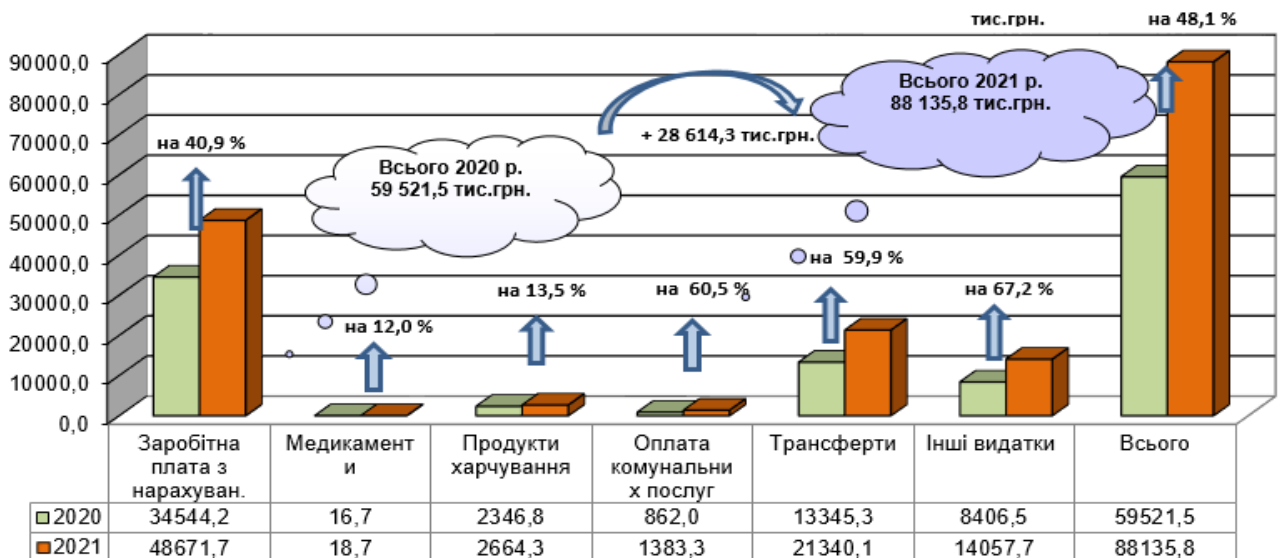 тис.грн.
на 48,1 %
90000,0
80000,0
70000,0
60000,0
50000,0
40000,0
30000,0
20000,0
10000,0
0,0
Всього 2021 р.
88 135,8 тис.грн.
+ 28 614,3 тис.грн.
Всього 2020 р.
59 521,5 тис.грн.
на 40,9 %
на 12,0 %
на 13,5 %
на 60,5 %
на 59,9 %
на 67,2 %
Заробітна
плата з
нарахуван.
Медикамент
и
Продукти
харчування
Оплата
комунальни
х послуг
Трансферти
Інші видатки
Всього
2020 34544,2 16,7 2346,8 862,0 13345,3 8406,5 59521,5
2021 48671,7 18,7 2664,3 1383,3 21340,1 14057,7 88135,8